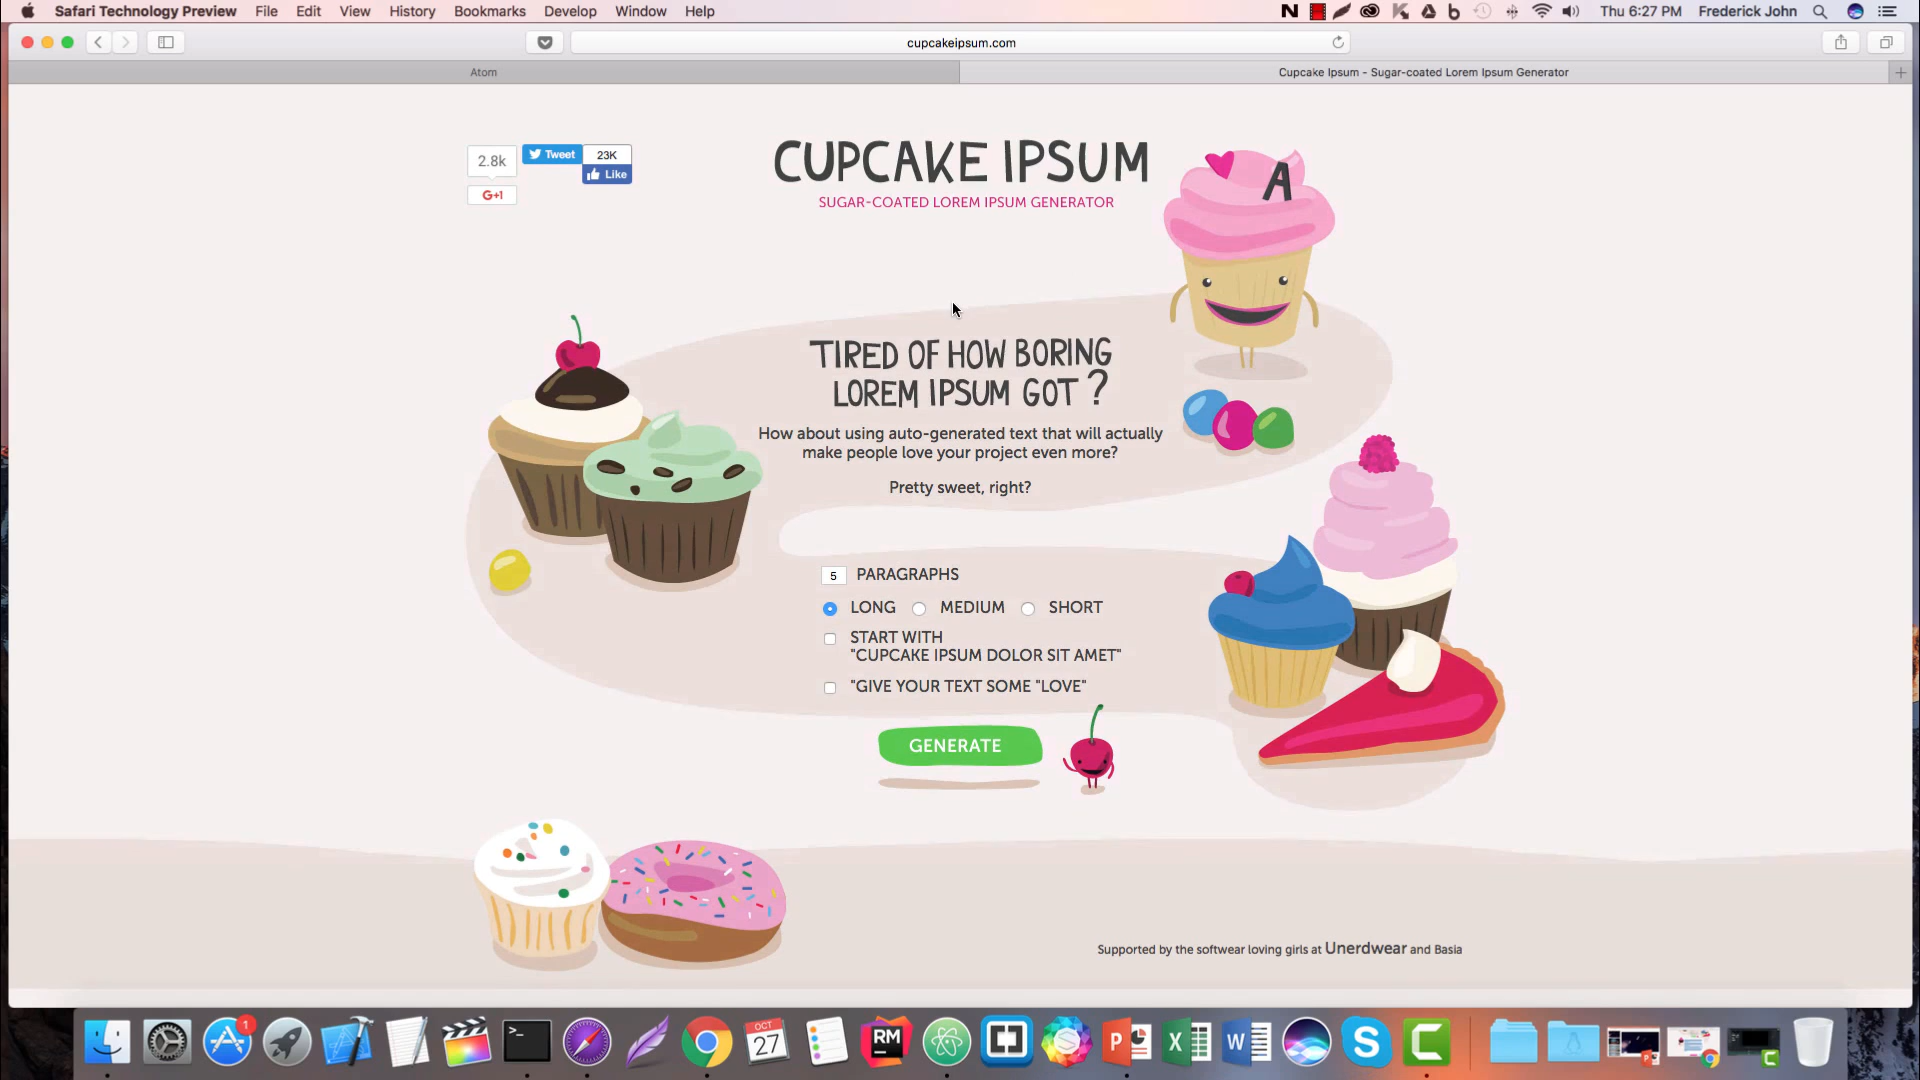 Safari Technology Preview File Edit View History Bookmarks Develop Window Help Thu 6:27 PM Frederick John
cupcakeipsum.com
Atom
Cupcake Ipsum - Sugar-coated Lorem Ipsum Generator
2.8k
G+1
Tweet
23K
Like
CUPCAKE IPSUM
SUGAR-COATED LOREM IPSUM GENERATOR
A
TIRED OF HOW BORING
LOREM IPSUM GOT ?
How about using auto-generated text that will actually
make people love your project even more?
Pretty sweet, right?
5 PARAGRAPHS
LONG MEDIUM SHORT
START WITH
"CUPCAKE IPSUM DOLOR SIT AMET"
"GIVE YOUR TEXT SOME "LOVE"
GENERATE
Supported by the softwear loving girls at Unerdwear and Basia
1
OCT
27
RM